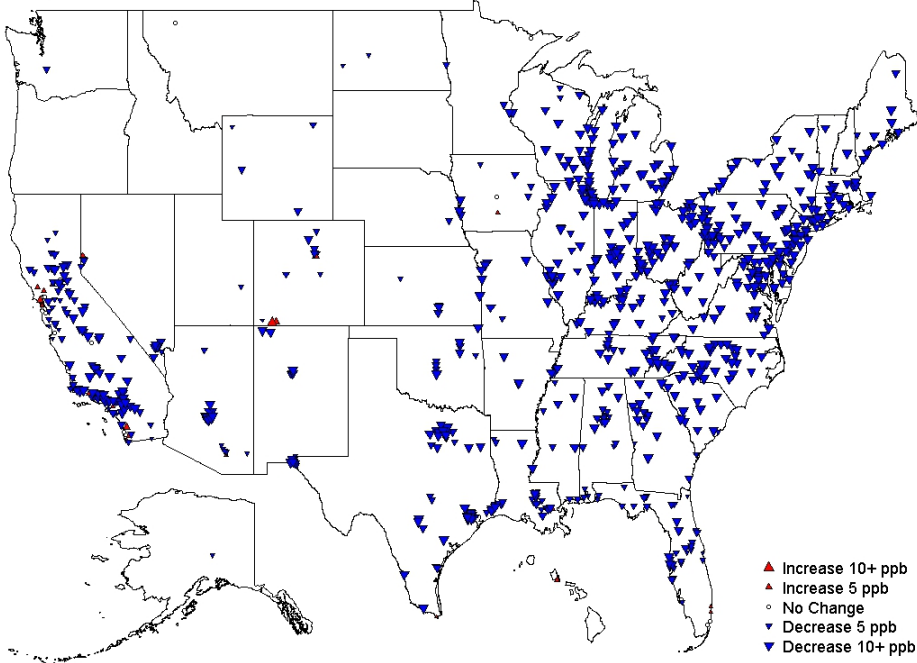 Increase 10+ ppb
Increase 5 ppb
No Change
Decrease 5 ppb
Decrease 10+ ppb